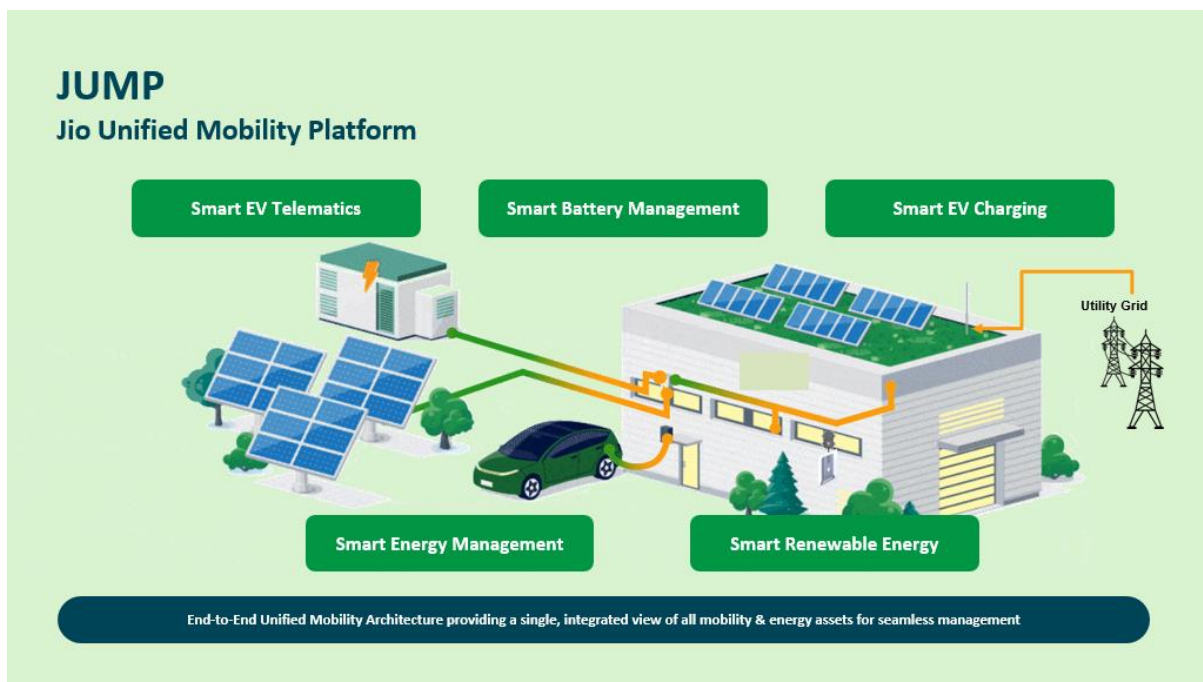 JUMP
Jio Unified Mobility Platform
Smart EV Telematics
Smart Battery Management
Smart EV Charging
Utility Grid
Smart Energy Management
Smart Renewable Energy
End-to-End Unified Mobility Architecture providing a single, integrated view of all mobility & energy assets for seamless management